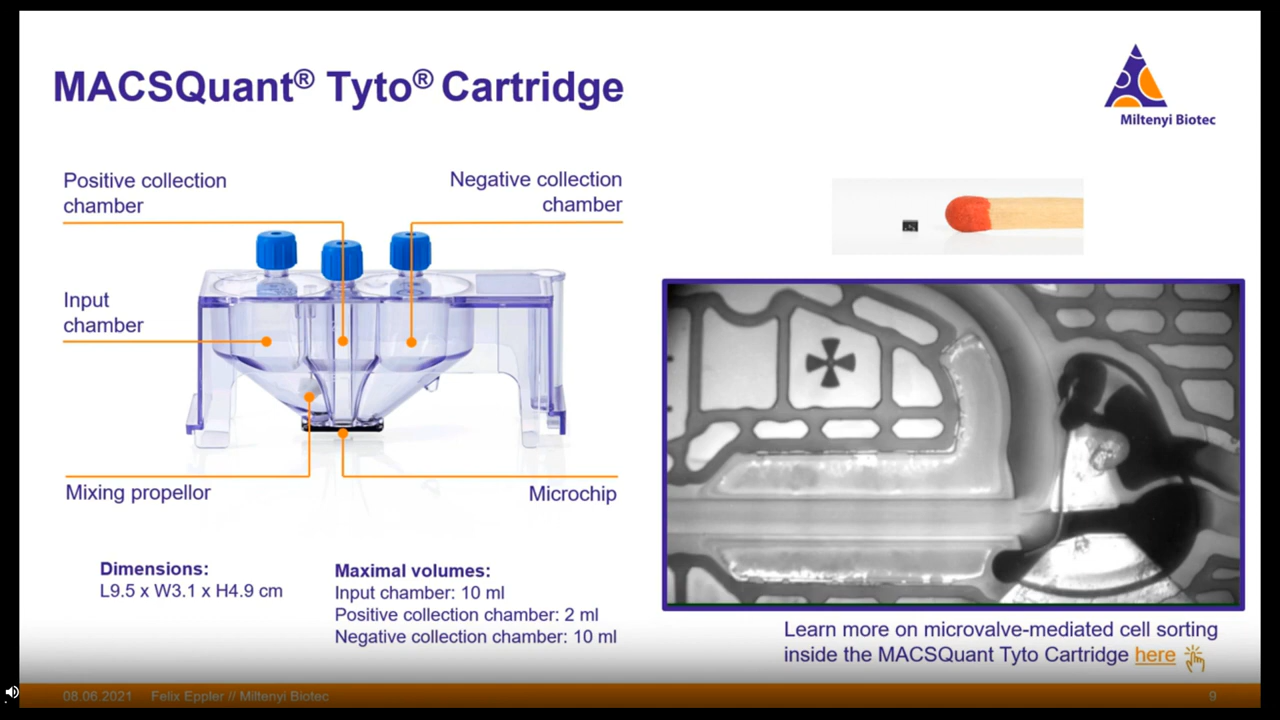 MACSQuant® Tyto® Cartridge
Miltenyi Biotec
Positive collection
chamber
Negative collection
chamber
Input
chamber
Mixing propellor
Microchip
Dimensions:
L9.5 x W3.1 x H4.9 cm
Maximal volumes:
Input chamber: 10 ml
Positive collection chamber: 2 ml
Negative collection chamber: 10 ml
Learn more on microvalve-mediated cell sorting
inside the MACSQuant Tyto Cartridge here
08.06.2021 Felix Eppler // Miltenyi Biotec
9